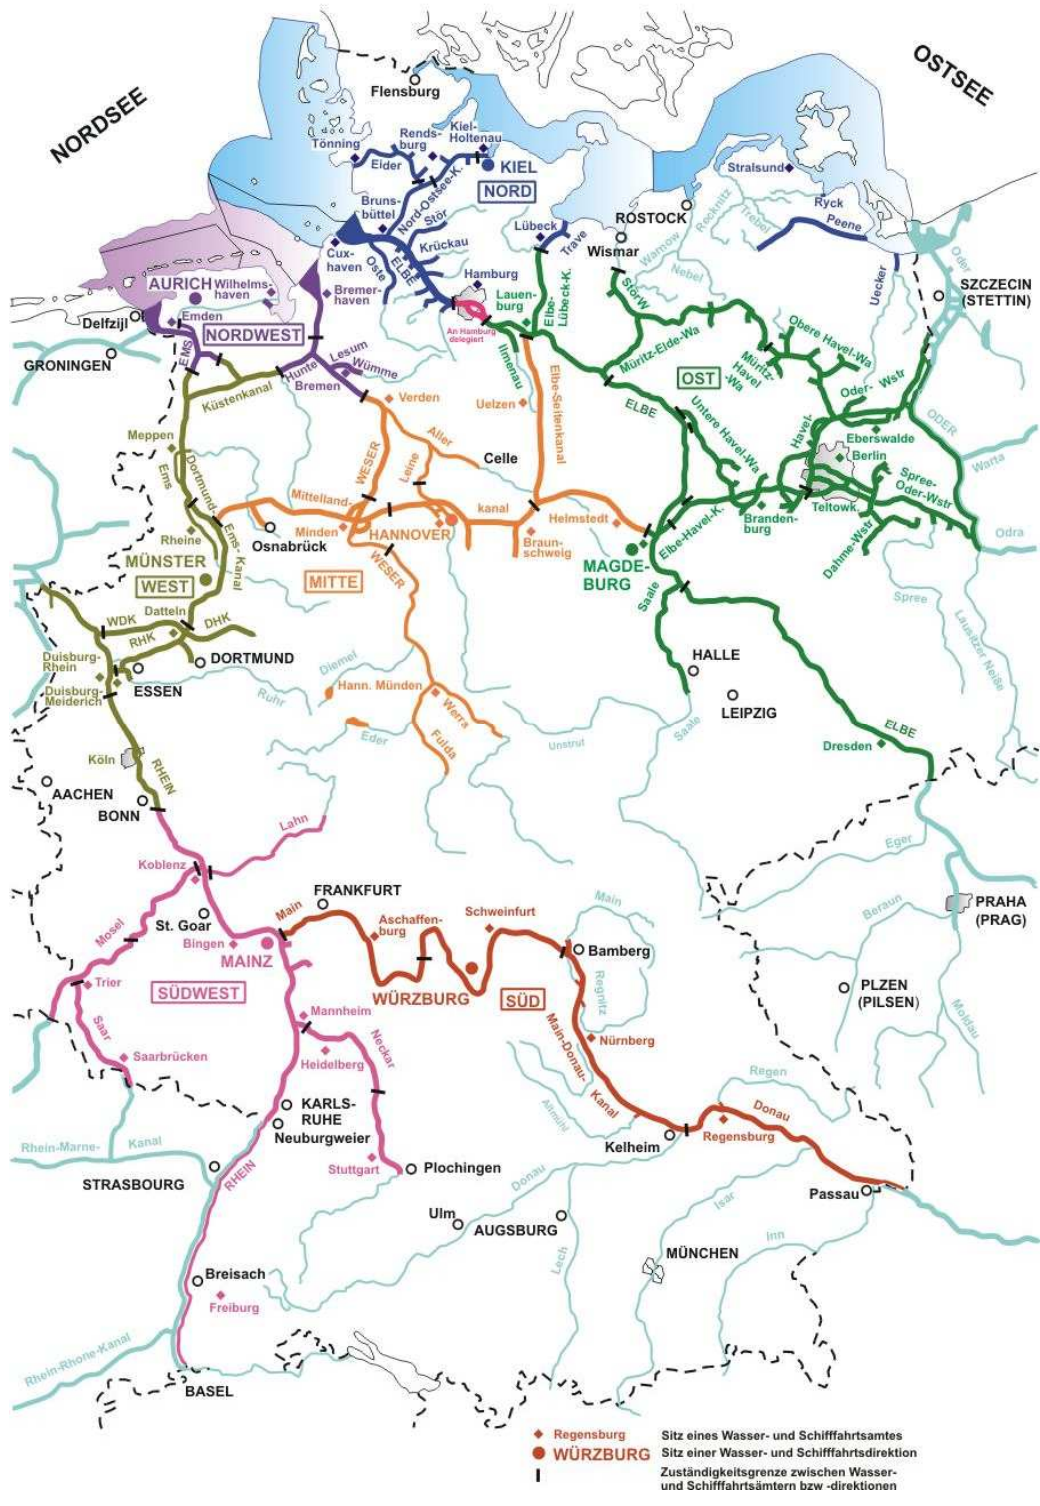 NORDSEE
OSTSEE
Flensburg
Tönning
Rends-
burg
Kiel-
Holtenau
Eider
KIEL
NORD
Nord-Ostsee-K.
Bruns-
büttel
Stör
Krückau
Cux-
haven
Oste
ELBE
Hamburg
An Hamburg
delegiert
Lübeck
Trave
Wismar
ROSTOCK
Warnow
Recknitz
Trebel
Nebel
Stralsund
Ryck
Peene
Uecker
Oder
SZCZECIN
(STETTIN)
AURICH
Wilhelms-
haven
Emden
Delfzijl
NORDWEST
Bremer-
haven
GRONINGEN
EMS
Hunte
Lesum
Wümme
Bremen
Küstenkanal
Lauen-
burg
Elbe-
Lübeck-K.
Ilmenau
StörW
Müritz-Elde-Wa
Obere Havel-Wa
Müritz-
Havel
-Wa
OST
Oder-
Wstr
Havel-
Eberswalde
Berlin
ODER
Warta
Verden
Uelzen
Elbe-Seitenkanal
ELBE
Untere Havel-Wa
Meppen
Ems
Dortmund-
Ems-Kanal
WESER
Aller
Leine
Celle
Mittelland-
kanal
Minden
HANNOVER
Osnabrück
Rheine
Helmstedt
Braun-
schweig
Elbe-Havel-K.
Branden-
burg
Teltowk.
Spree-
Oder-Wstr
Dahme-Wstr
Odra
MÜNSTER
WEST
MITTE
WESER
MAGDE-
BURG
Saale
Spree
Lausitzer Neiße
WDK
Datteln
DHK
RHK
Duisburg-
Rhein
Duisburg-
Meiderich
ESSEN
DORTMUND
Ruhr
Diemel
Hann. Münden
Werra
Eder
Fulda
HALLE
LEIPZIG
Saale
Unstrut
Dresden
ELBE
Köln
RHEIN
AACHEN
BONN
Lahn
Koblenz
Mosel
St. Goar
Bingen
MAINZ
Main
FRANKFURT
Aschaffen-
burg
Schweinfurt
WÜRZBURG
SÜD
Main
Bamberg
Regnitz
Eger
Beraun
PRAHA
(PRAG)
PLZEN
(PILSEN)
Moldau
Trier
SÜDWEST
Saar
Saarbrücken
Mannheim
Heidelberg
Neckar
Nürnberg
Main-Donau-
Kanal
Altmühl
Regen
Donau
Regensburg
Kelheim
KARLS-
RUHE
Neuburgweier
Stuttgart
Plochingen
Rhein-Marne-
Kanal
STRASBOURG
RHEIN
Donau
Ulm
AUGSBURG
Lech
Isar
Passau
Inn
MÜNCHEN
Breisach
Freiburg
Rhein-Rhone-Kanal
BASEL
Regensburg
Sitz eines Wasser- und Schifffahrtsamtes
WÜRZBURG
Sitz einer Wasser- und Schifffahrtsdirektion
Zuständigkeitsgrenze zwischen Wasser-
und Schifffahrtsämtern bzw -direktionen